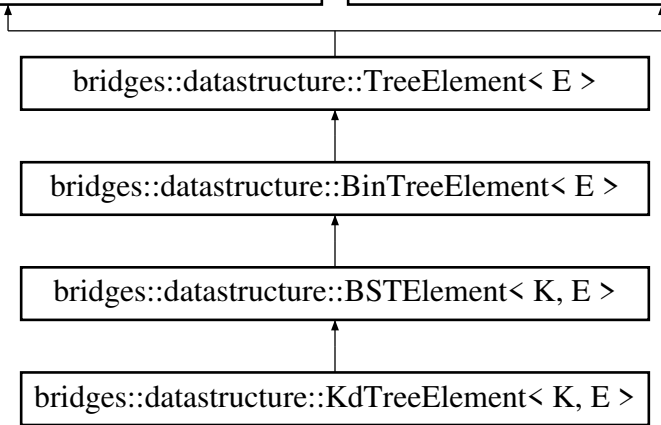 bridges::datastructure::TreeElement< E >
bridges::datastructure::BinTreeElement< E >
bridges::datastructure::BSTElement< K, E >
bridges::datastructure::KdTreeElement< K, E >